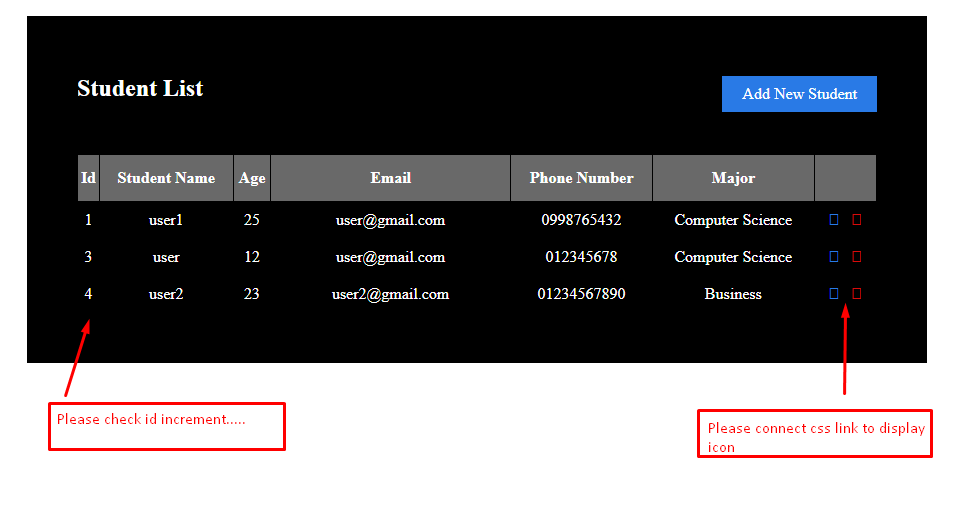 Student List
Add New Student
Id Student Name Age Email Phone Number Major
1 user1 25 user@gmail.com 0998765432 Computer Science
3 user 12 user@gmail.com 012345678 Computer Science
4 user2 23 user2@gmail.com 01234567890 Business
Please check id increment.....
Please connect css link to display
icon